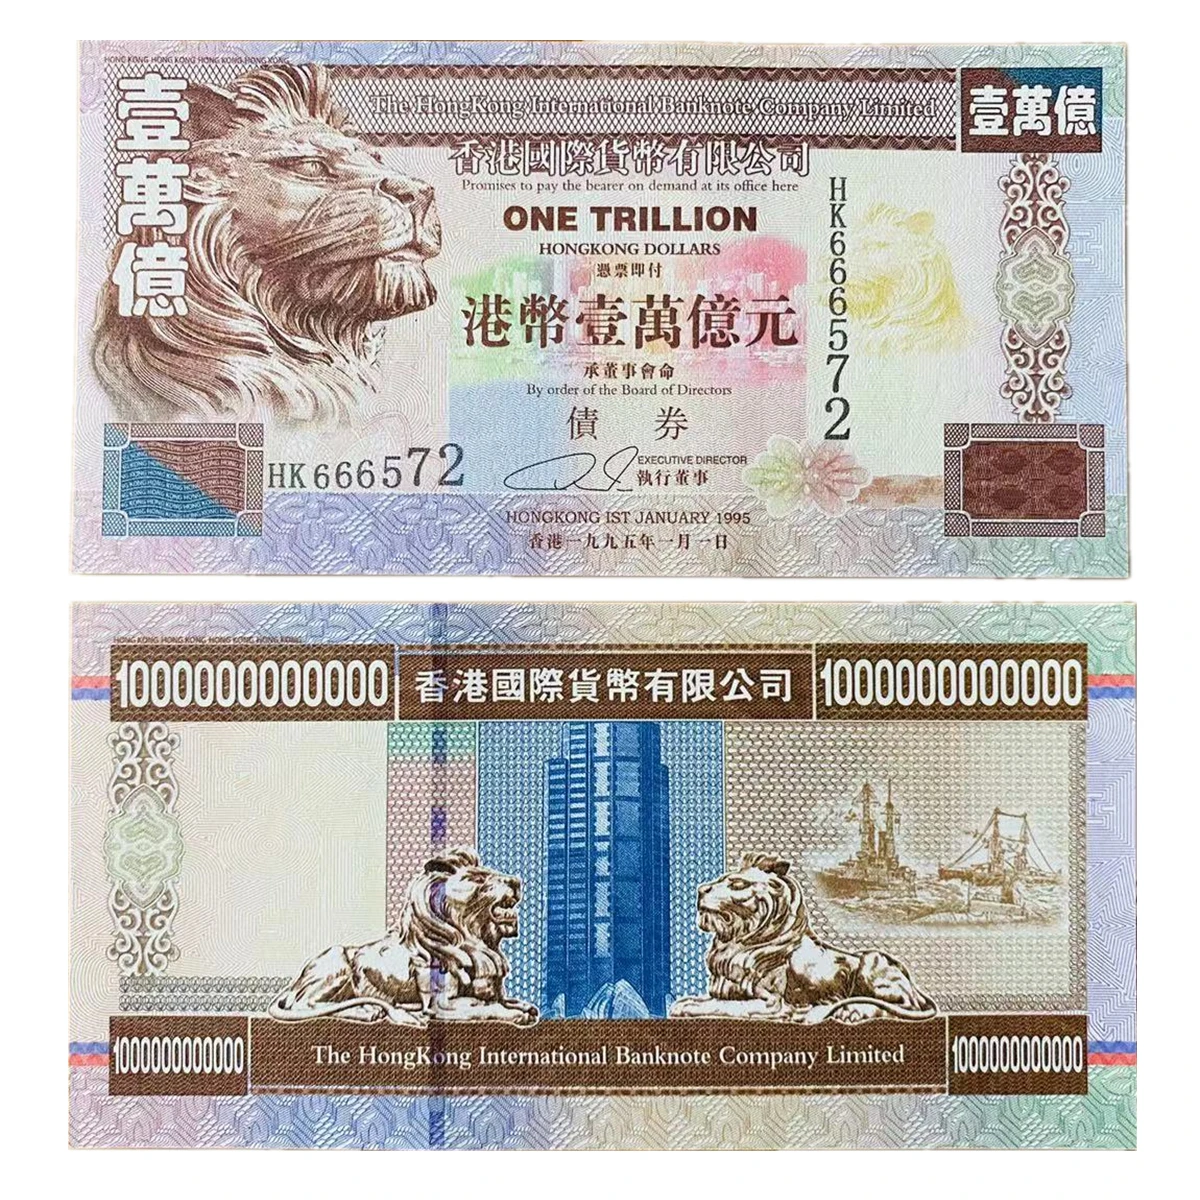 HONG KONG HONG KONG HONG KONG HONG KONG
The HongKong International Banknote Company Limited
壹萬億
壹萬億
香港國際貨幣有限公司
Promises to pay the bearer on demand at its office here
ONE TRILLION
HONGKONG DOLLARS
憑票即付
港幣壹萬億元
HK666572
承董事會命
By order of the Board of Directors
債 券
HK666572
EXECUTIVE DIRECTOR
執行董事
HONGKONG 1ST JANUARY 1995
香港一九九五年一月一日
HONG KONG HONG KONG HONG KONG HONG KONG
1000000000000
香港國際貨幣有限公司
1000000000000
1000000000000
The HongKong International Banknote Company Limited
1000000000000